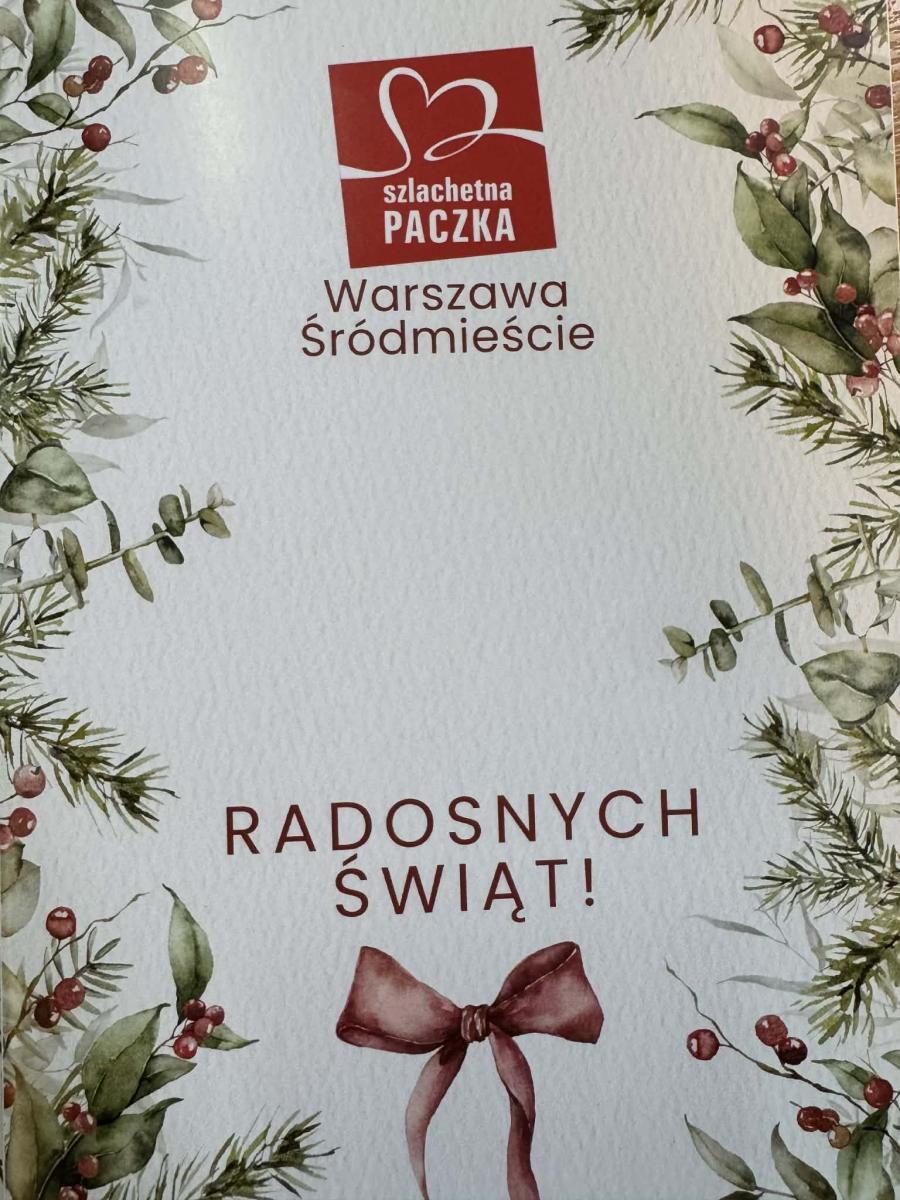 szlachetna
PACZKA
Warszawa
Śródmieście
RADOSNYCH
ŚWIĄT!